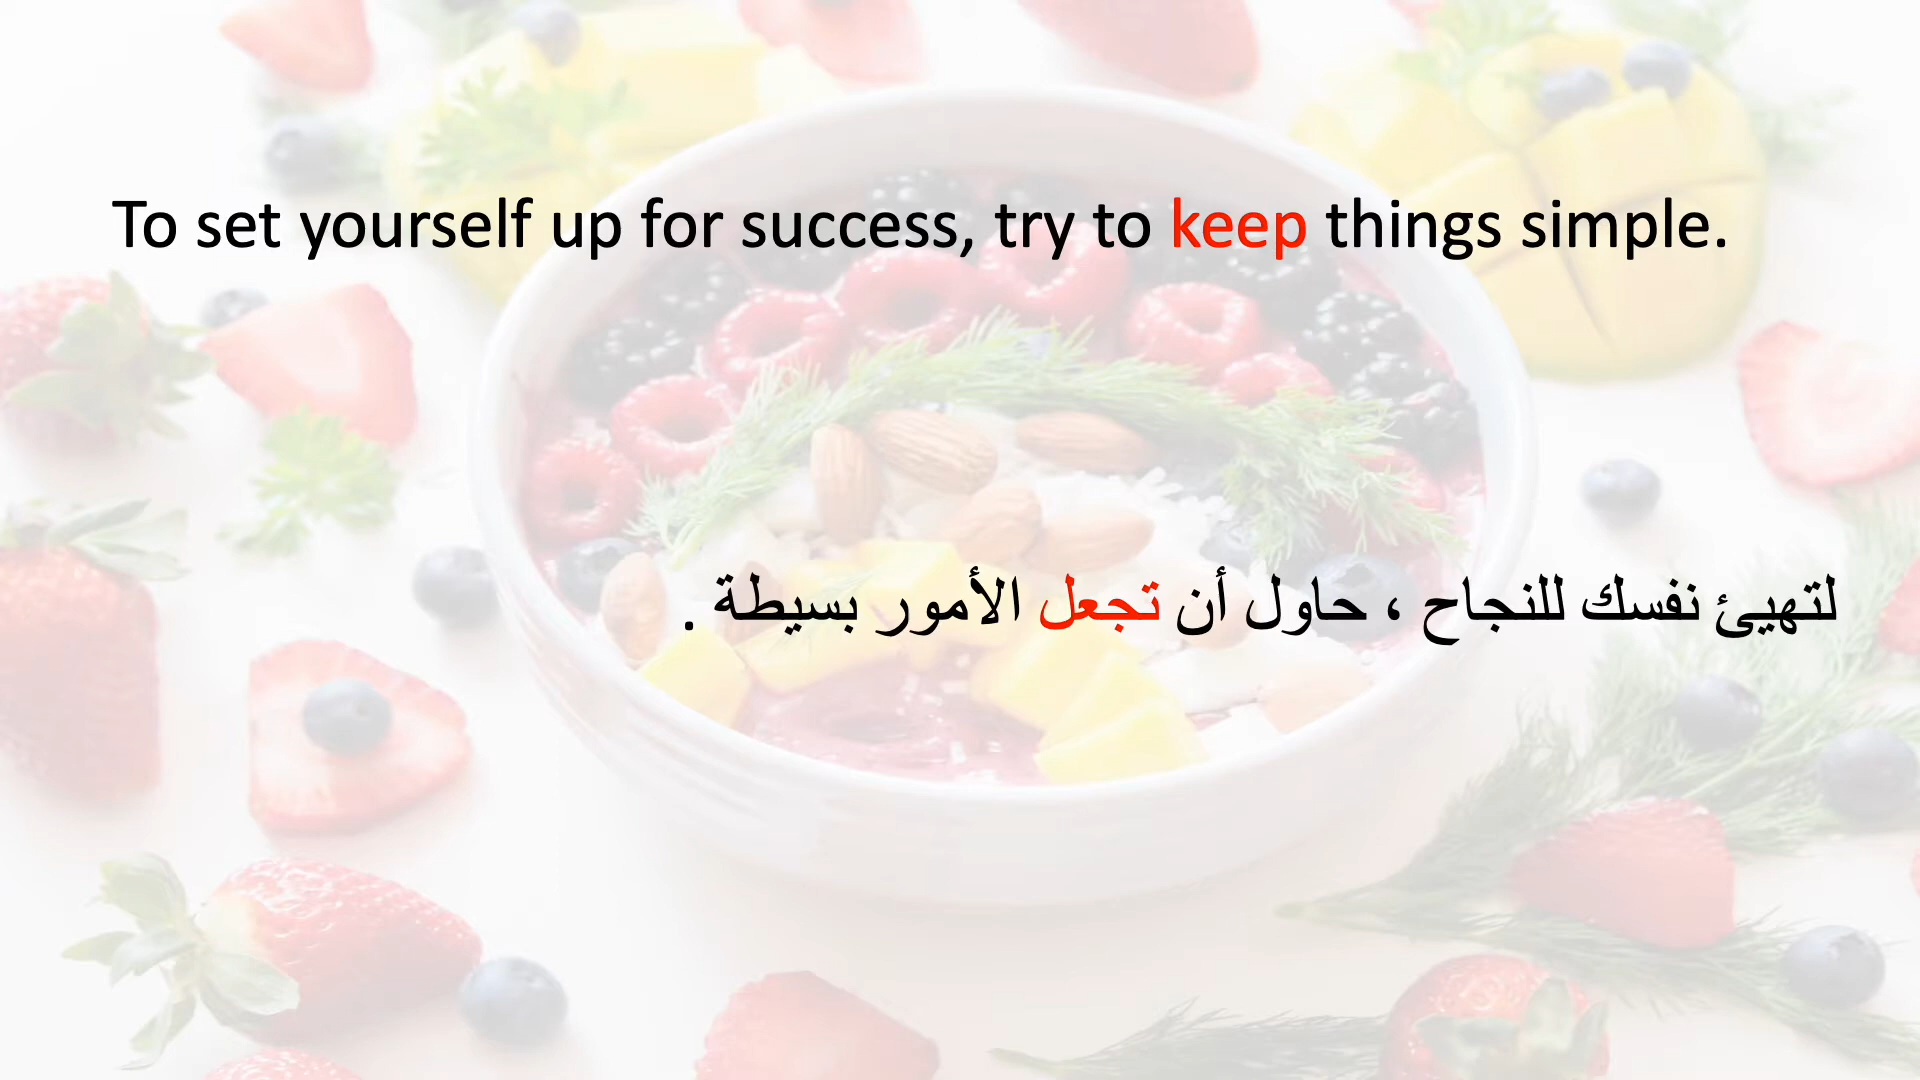 To set yourself up for success, try to keep things simple.
لتهيئ نفسك للنجاح ، حاول أن تجعل الأمور بسيطة .